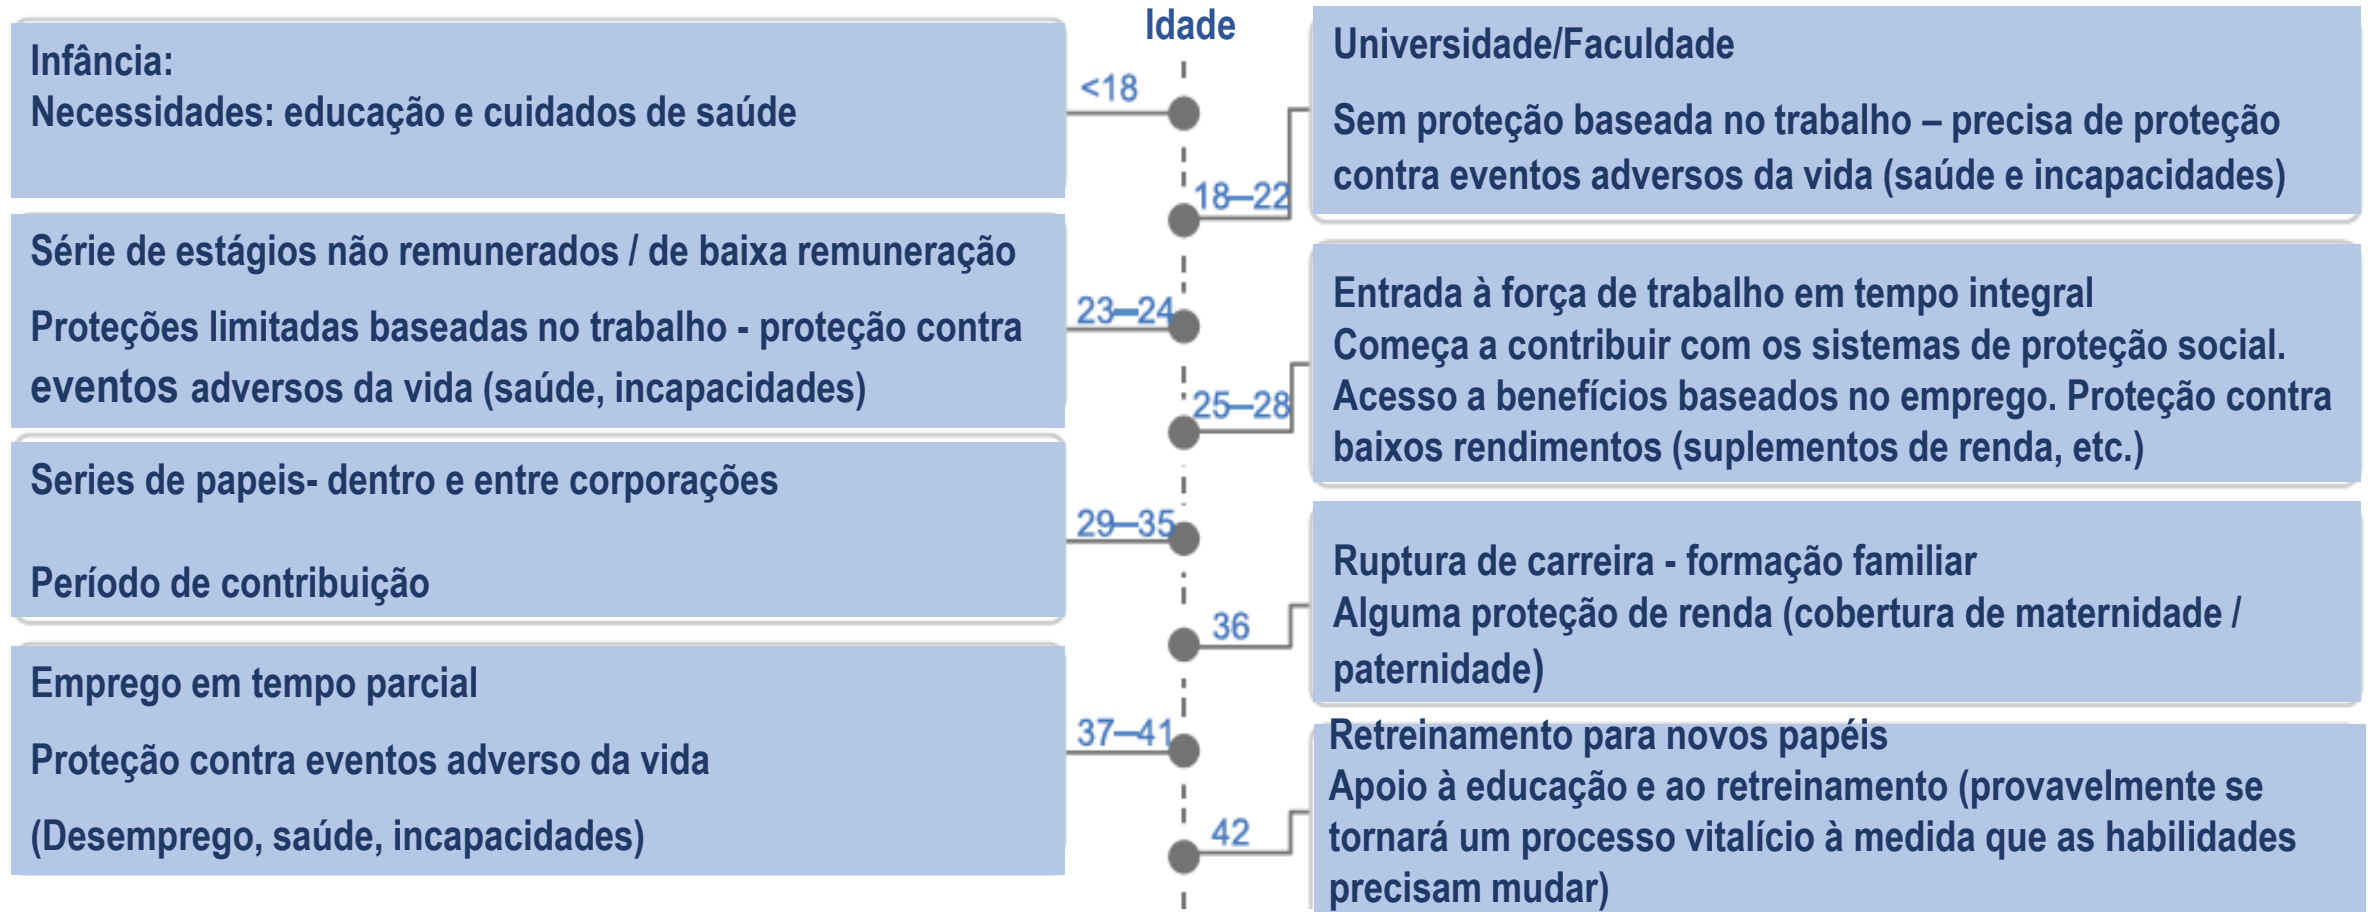 Idade
Infância:
Necessidades: educação e cuidados de saúde
<18
Universidade/Faculdade
Sem proteção baseada no trabalho – precisa de proteção
contra eventos adversos da vida (saúde e incapacidades)
18–22
Série de estágios não remunerados / de baixa remuneração
Proteções limitadas baseadas no trabalho - proteção contra
eventos adversos da vida (saúde, incapacidades)
23–24
Entrada à força de trabalho em tempo integral
Começa a contribuir com os sistemas de proteção social.
Acesso a benefícios baseados no emprego. Proteção contra
baixos rendimentos (suplementos de renda, etc.)
25–28
Series de papeis- dentro e entre corporações
Período de contribuição
29–35
Ruptura de carreira - formação familiar
Alguma proteção de renda (cobertura de maternidade /
paternidade)
36
Emprego em tempo parcial
Proteção contra eventos adverso da vida
(Desemprego, saúde, incapacidades)
37–41
Retreinamento para novos papéis
Apoio à educação e ao retreinamento (provavelmente se
tornará um processo vitalício à medida que as habilidades
precisam mudar)
42